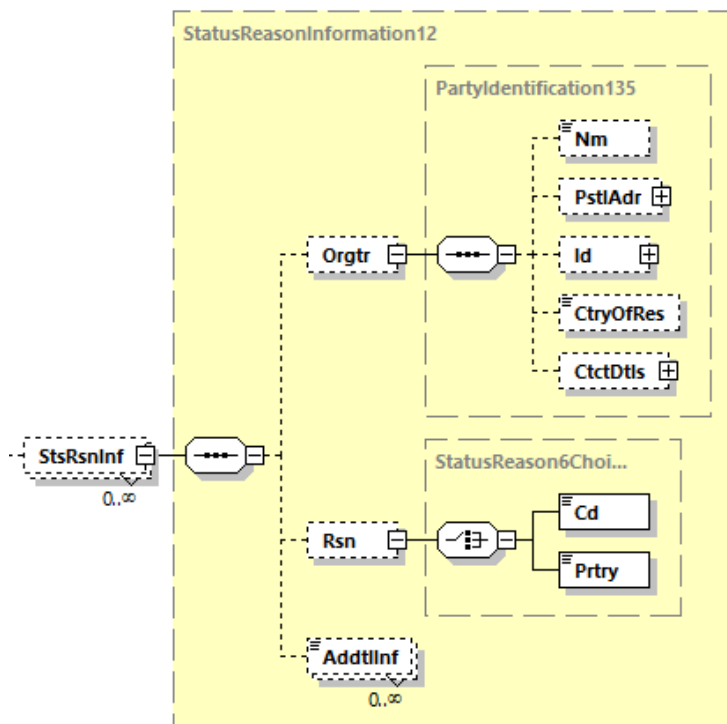 StatusReasonInformation12
PartyIdentification135
Nm
PstlAdr
Orgtr
Id
CtryOfRes
CtctDtls
StsRsnInf
0..∞
StatusReason6Choi...
Cd
Rsn
Prtry
AddtlInf
0..∞